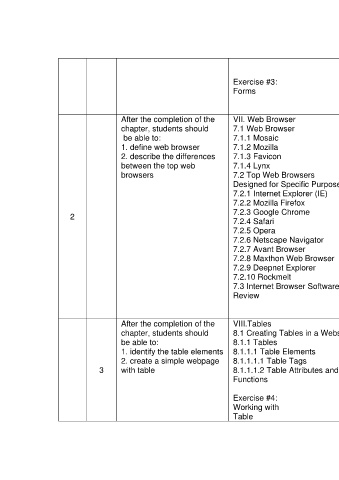 Exercise #3:
Forms
2
After the completion of the
chapter, students should
be able to:
1. define web browser
2. describe the differences
between the top web
browsers
VII. Web Browser
7.1 Web Browser
7.1.1 Mosaic
7.1.2 Mozilla
7.1.3 Favicon
7.1.4 Lynx
7.2 Top Web Browsers
Designed for Specific Purpose
7.2.1 Internet Explorer (IE)
7.2.2 Mozilla Firefox
7.2.3 Google Chrome
7.2.4 Safari
7.2.5 Opera
7.2.6 Netscape Navigator
7.2.7 Avant Browser
7.2.8 Maxthon Web Browser
7.2.9 Deepnet Explorer
7.2.10 Rockmelt
7.3 Internet Browser Software
Review
3
After the completion of the
chapter, students should
be able to:
1. identify the table elements
2. create a simple webpage
with table
VIII.Tables
8.1 Creating Tables in a Webs
8.1.1 Tables
8.1.1.1 Table Elements
8.1.1.1.1 Table Tags
8.1.1.1.2 Table Attributes and
Functions
Exercise #4:
Working with
Table